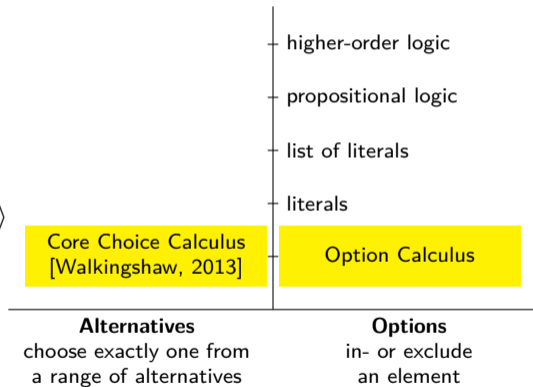 higher-order logic
propositional logic
list of literals
literals
Core Choice Calculus
[Walkingshaw, 2013]
Option Calculus
Alternatives
choose exactly one from
a range of alternatives
Options
in- or exclude
an element